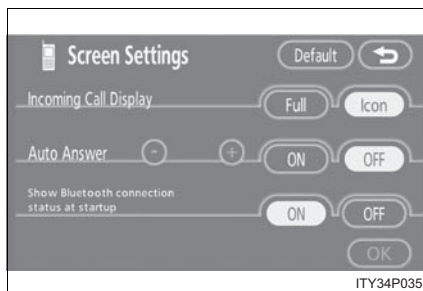 Screen Settings Default
Incoming Call Display Full Icon
Auto Answer - + ON OFF
Show Bluetooth connection
status at startup ON OFF
OK
ITY34P035